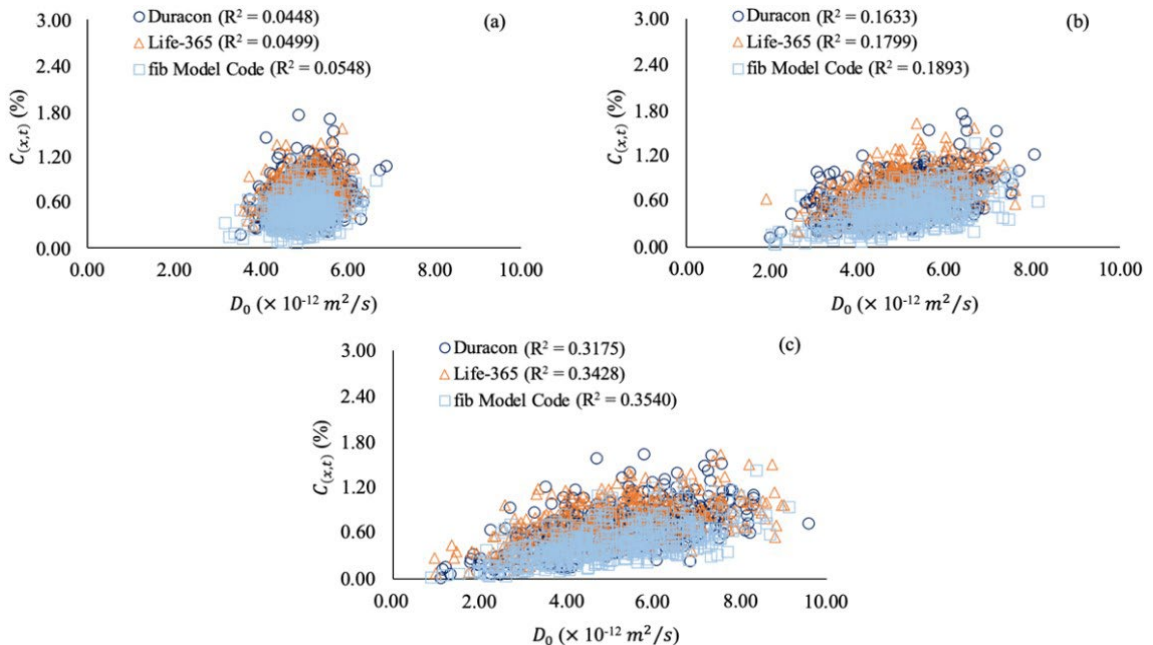 3.00
2.40
1.80
1.20
0.60
0.00
C(x,t) (%)
Duracon (R² = 0.0448)
Life-365 (R² = 0.0499)
fib Model Code (R² = 0.0548)
(a)
0.00 2.00 4.00 6.00 8.00 10.00
D₀ (× 10⁻¹² m²/s)
3.00
2.40
1.80
1.20
0.60
0.00
C(x,t) (%)
Duracon (R² = 0.1633)
Life-365 (R² = 0.1799)
fib Model Code (R² = 0.1893)
(b)
0.00 2.00 4.00 6.00 8.00 10.00
D₀ (× 10⁻¹² m²/s)
3.00
2.40
1.80
1.20
0.60
0.00
C(x,t) (%)
Duracon (R² = 0.3175)
Life-365 (R² = 0.3428)
fib Model Code (R² = 0.3540)
(c)
0.00 2.00 4.00 6.00 8.00 10.00
D₀ (× 10⁻¹² m²/s)